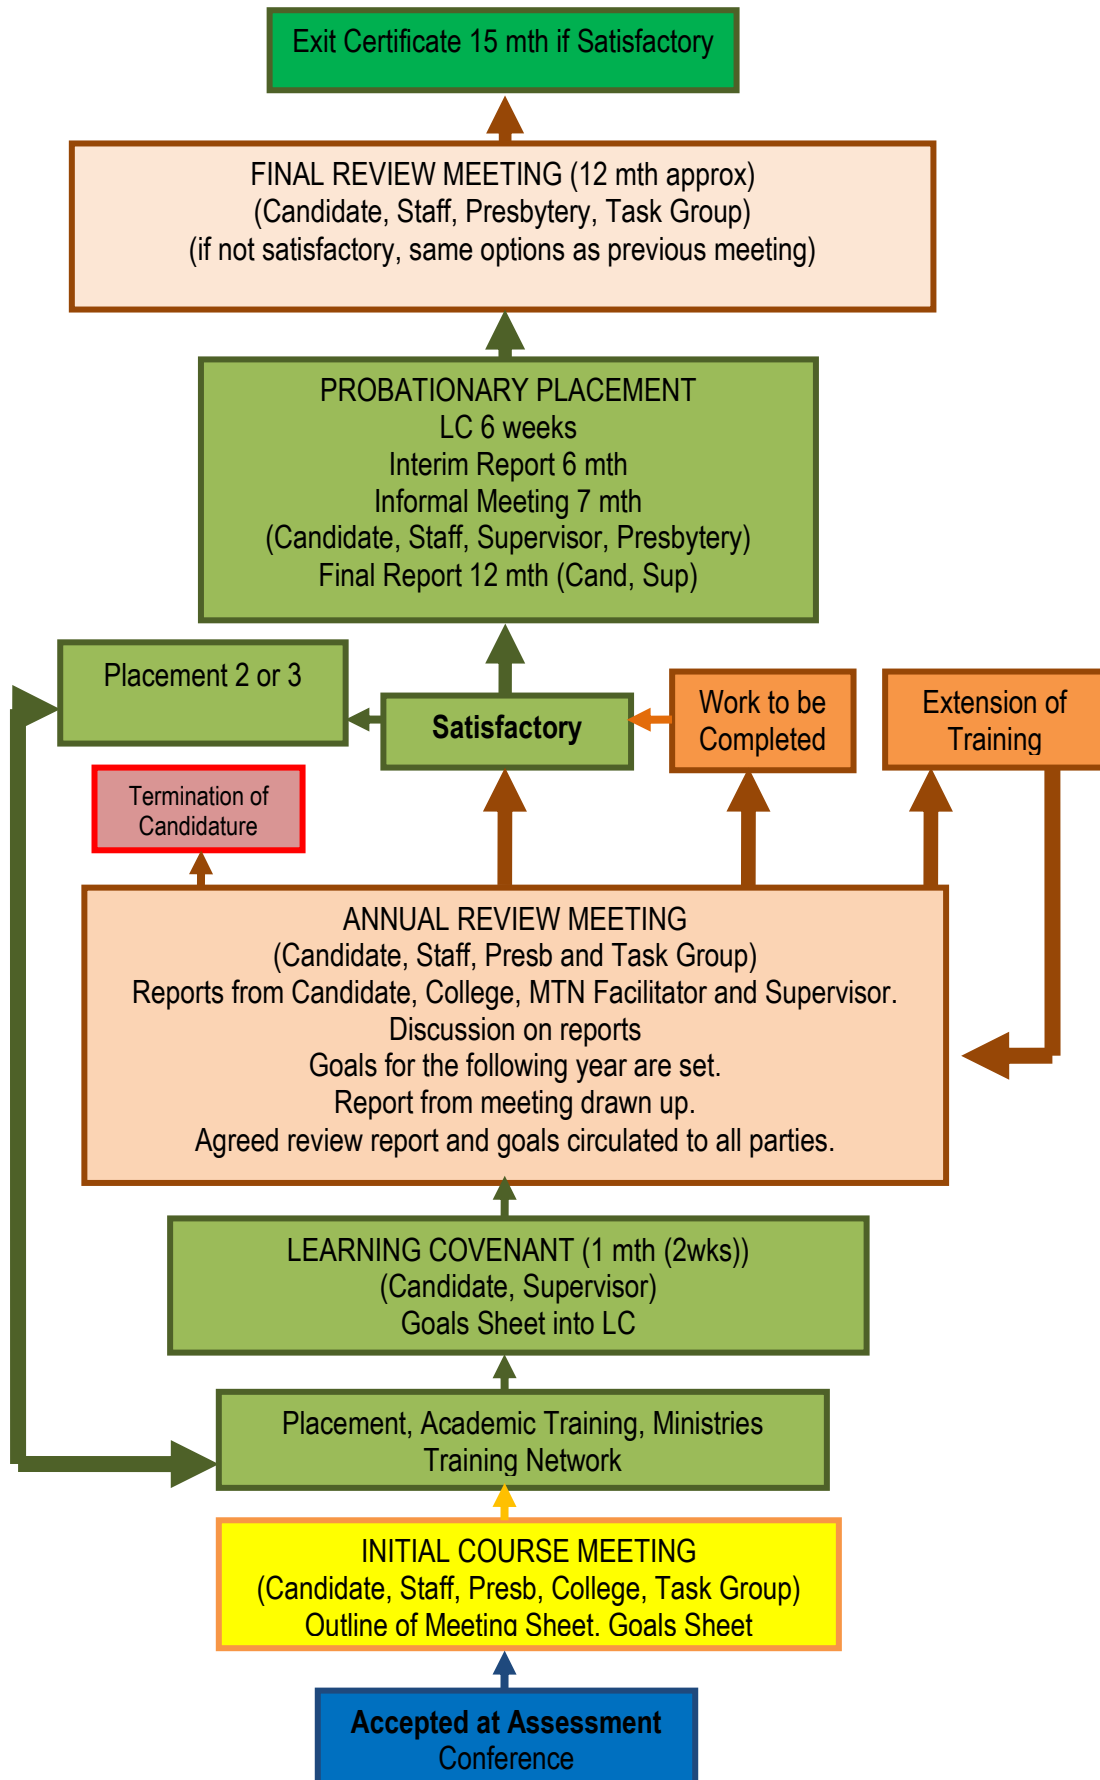 Exit Certificate 15 mth if Satisfactory
FINAL REVIEW MEETING (12 mth approx)
(Candidate, Staff, Presbytery, Task Group)
(if not satisfactory, same options as previous meeting)
PROBATIONARY PLACEMENT
LC 6 weeks
Interim Report 6 mth
Informal Meeting 7 mth
(Candidate, Staff, Supervisor, Presbytery)
Final Report 12 mth (Cand, Sup)
Placement 2 or 3
Satisfactory
Work to be
Completed
Extension of
Training
Termination of
Candidature
ANNUAL REVIEW MEETING
(Candidate, Staff, Presb and Task Group)
Reports from Candidate, College, MTN Facilitator and Supervisor.
Discussion on reports
Goals for the following year are set.
Report from meeting drawn up.
Agreed review report and goals circulated to all parties.
LEARNING COVENANT (1 mth (2wks))
(Candidate, Supervisor)
Goals Sheet into LC
Placement, Academic Training, Ministries
Training Network
INITIAL COURSE MEETING
(Candidate, Staff, Presb, College, Task Group)
Outline of Meeting Sheet. Goals Sheet
Accepted at Assessment
Conference